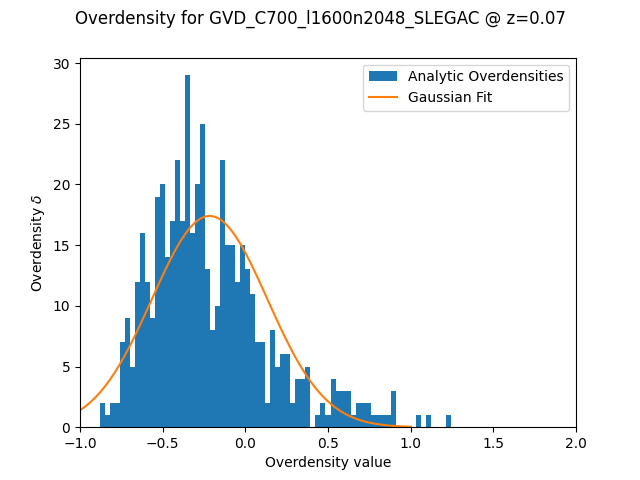 Overdensity for GVD_C700_l1600n2048_SLEGAC @ z=0.07
Analytic Overdensities
Gaussian Fit
Overdensity δ
30
25
20
15
10
5
0
−1.0 −0.5 0.0 0.5 1.0 1.5 2.0
Overdensity value